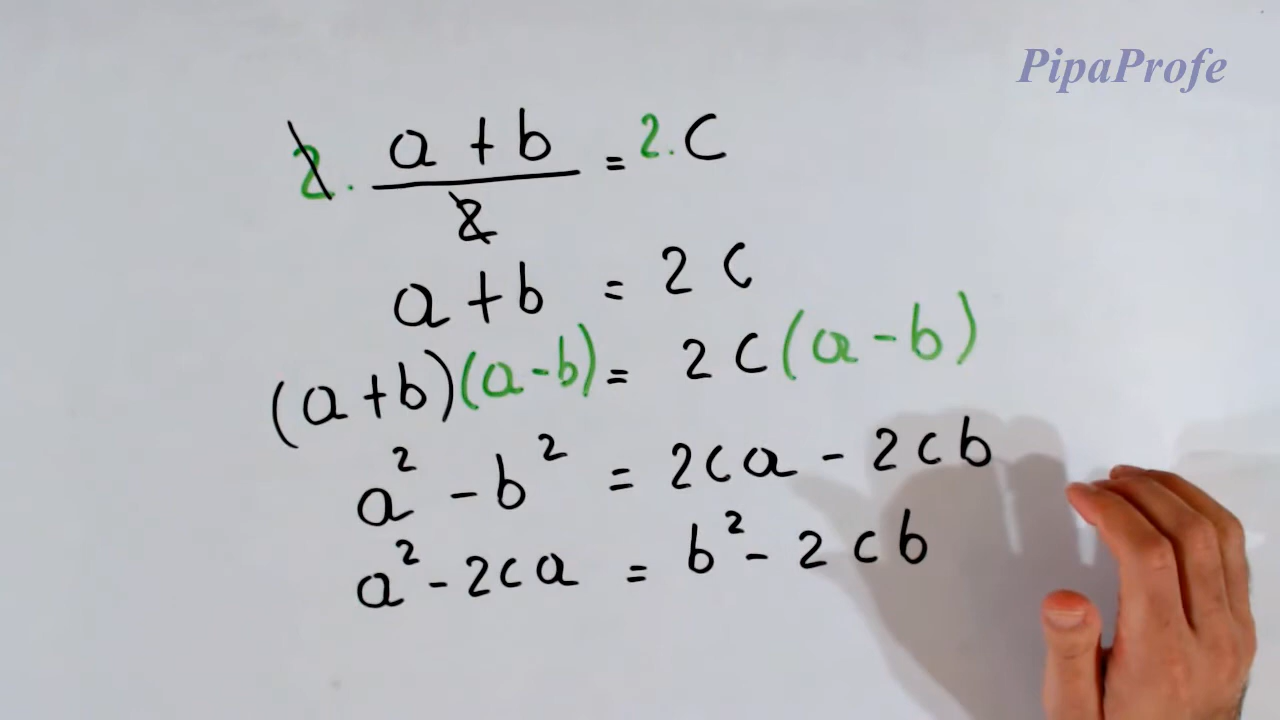 PipaProfe
2. a + b / 2 = 2. c
a + b = 2 c
(a + b)(a - b) = 2 c (a - b)
a² - b² = 2ca - 2cb
a² - 2ca = b² - 2cb